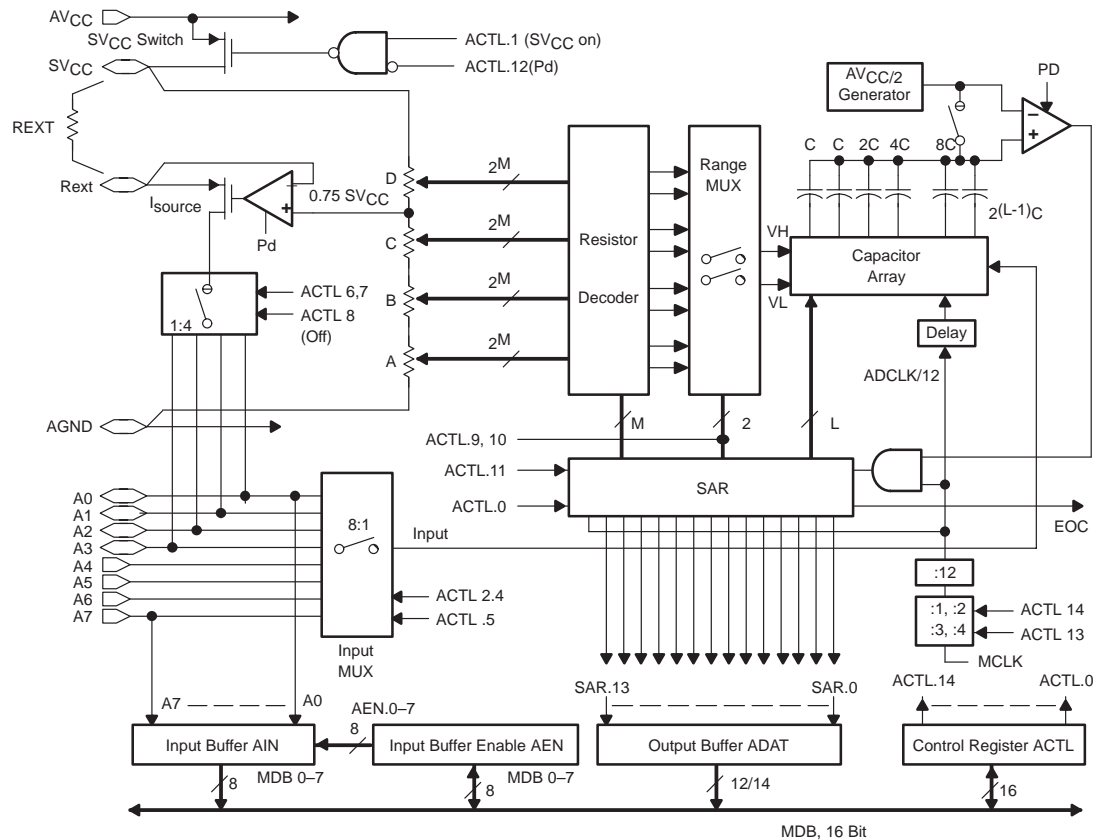 AVCC
SVCC Switch
ACTL.1 (SVCC on)
SVCC
ACTL.12(Pd)
AVCC/2
Generator
PD
REXT
C C 2C 4C 8C
2(L-1)C
Range
MUX
D
2M
Rext
Isource
0.75 SVCC
Pd
C
2M
Resistor
Decoder
VH
VL
Capacitor
Array
ACTL 6,7
ACTL 8
(Off)
1:4
B
2M
A
2M
Delay
ADCLK/12
AGND
M
2
L
ACTL.9, 10
ACTL.11
ACTL.0
SAR
EOC
A0
A1
A2
A3
A4
A5
A6
A7
8:1
Input
ACTL 2.4
ACTL .5
Input
MUX
:12
:1, :2
:3, :4
ACTL 14
ACTL 13
MCLK
A7
A0
AEN.0–7
8
SAR.13
SAR.0
ACTL.14
ACTL.0
Input Buffer AIN
Input Buffer Enable AEN
Output Buffer ADAT
Control Register ACTL
8
MDB 0–7
8
MDB 0–7
12/14
16
MDB, 16 Bit